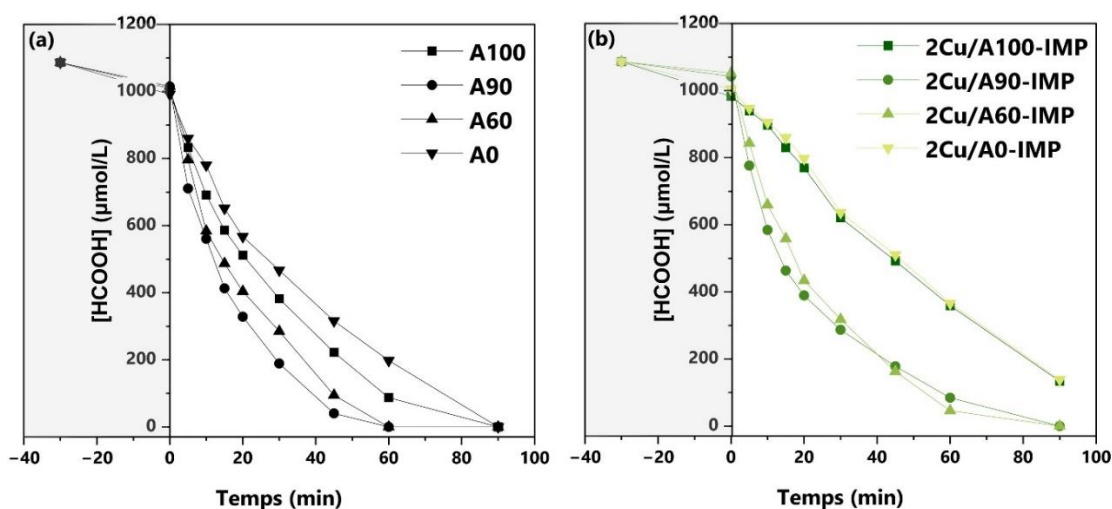 (a)
A100
A90
A60
A0
[HCOOH] (µmol/L)
1200
1000
800
600
400
200
0
−40
−20
0
20
40
60
80
100
Temps (min)
(b)
2Cu/A100-IMP
2Cu/A90-IMP
2Cu/A60-IMP
2Cu/A0-IMP
[HCOOH] (µmol/L)
1200
1000
800
600
400
200
0
−40
−20
0
20
40
60
80
100
Temps (min)